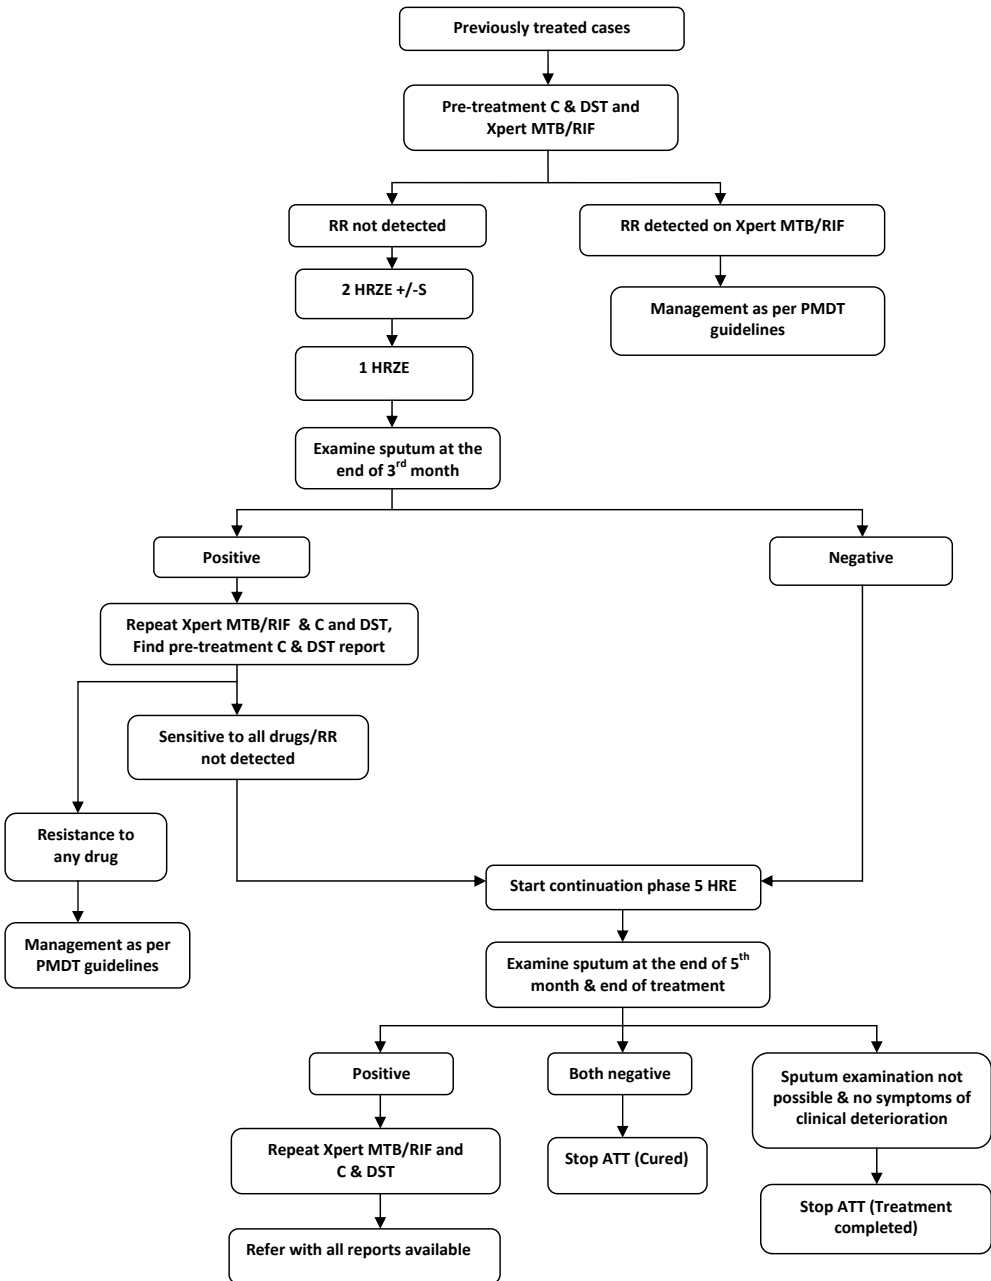 Previously treated cases
Pre-treatment C & DST and
Xpert MTB/RIF
RR not detected
RR detected on Xpert MTB/RIF
2 HRZE +/-S
Management as per PMDT
guidelines
1 HRZE
Examine sputum at the
end of 3rd month
Positive
Negative
Repeat Xpert MTB/RIF & C and DST,
Find pre-treatment C & DST report
Sensitive to all drugs/RR
not detected
Resistance to
any drug
Start continuation phase 5 HRE
Management as per
PMDT guidelines
Examine sputum at the end of 5th
month & end of treatment
Positive
Both negative
Sputum examination not
possible & no symptoms of
clinical deterioration
Repeat Xpert MTB/RIF and
C & DST
Stop ATT (Cured)
Stop ATT (Treatment
completed)
Refer with all reports available